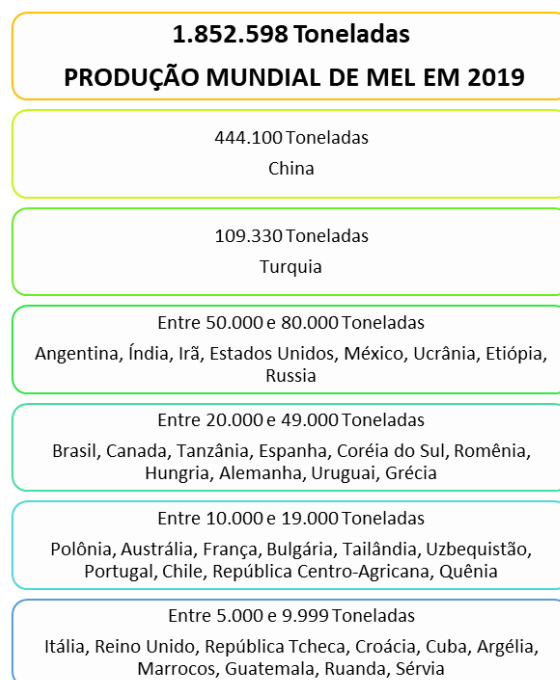 1.852.598 Toneladas
PRODUÇÃO MUNDIAL DE MEL EM 2019
444.100 Toneladas
China
109.330 Toneladas
Turquia
Entre 50.000 e 80.000 Toneladas
Angentina, Índia, Irã, Estados Unidos, México, Ucrânia, Etiópia,
Russia
Entre 20.000 e 49.000 Toneladas
Brasil, Canada, Tanzânia, Espanha, Coréia do Sul, Romênia,
Hungria, Alemanha, Uruguai, Grécia
Entre 10.000 e 19.000 Toneladas
Polônia, Austrália, França, Bulgária, Tailândia, Uzbequistão,
Portugal, Chile, República Centro-Agricana, Quênia
Entre 5.000 e 9.999 Toneladas
Itália, Reino Unido, República Tcheca, Croácia, Cuba, Argélia,
Marrocos, Guatemala, Ruanda, Sérvia